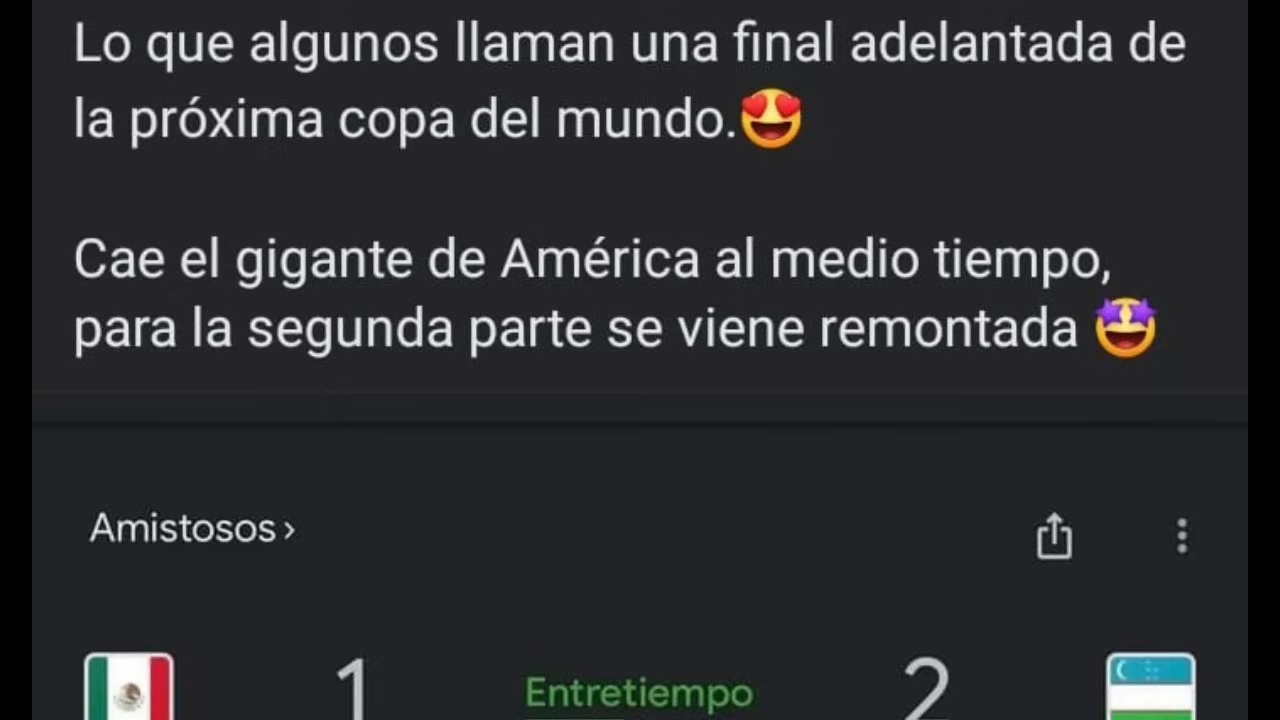 Lo que algunos llaman una final adelantada de
la próxima copa del mundo.😍
Cae el gigante de América al medio tiempo,
para la segunda parte se viene remontada 🤩
Amistosos ›
1 Entretiempo 2